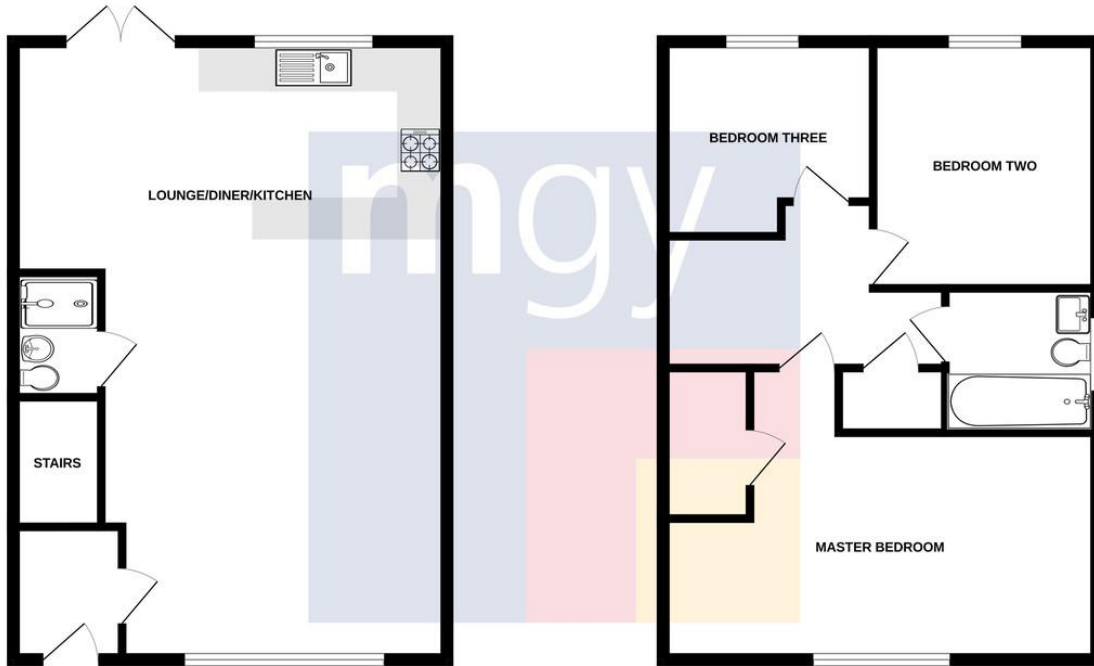 LOUNGE/DINER/KITCHEN
STAIRS
BEDROOM THREE
BEDROOM TWO
MASTER BEDROOM
mgy